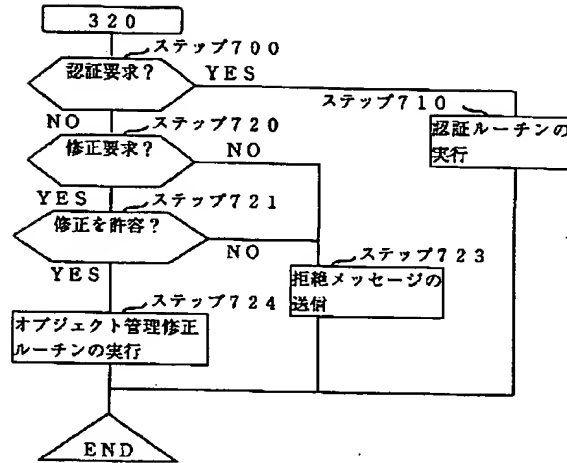 ３２０
ステップ７００
認証要求？
ＹＥＳ
ステップ７１０
ＮＯ
ステップ７２０
認証ルーチンの
実行
修正要求？
ＮＯ
ＹＥＳ
ステップ７２１
修正を許容？
ＮＯ
ステップ７２３
ＹＥＳ
拒絶メッセージの
送信
ステップ７２４
オブジェクト管理修正
ルーチンの実行
ＥＮＤ